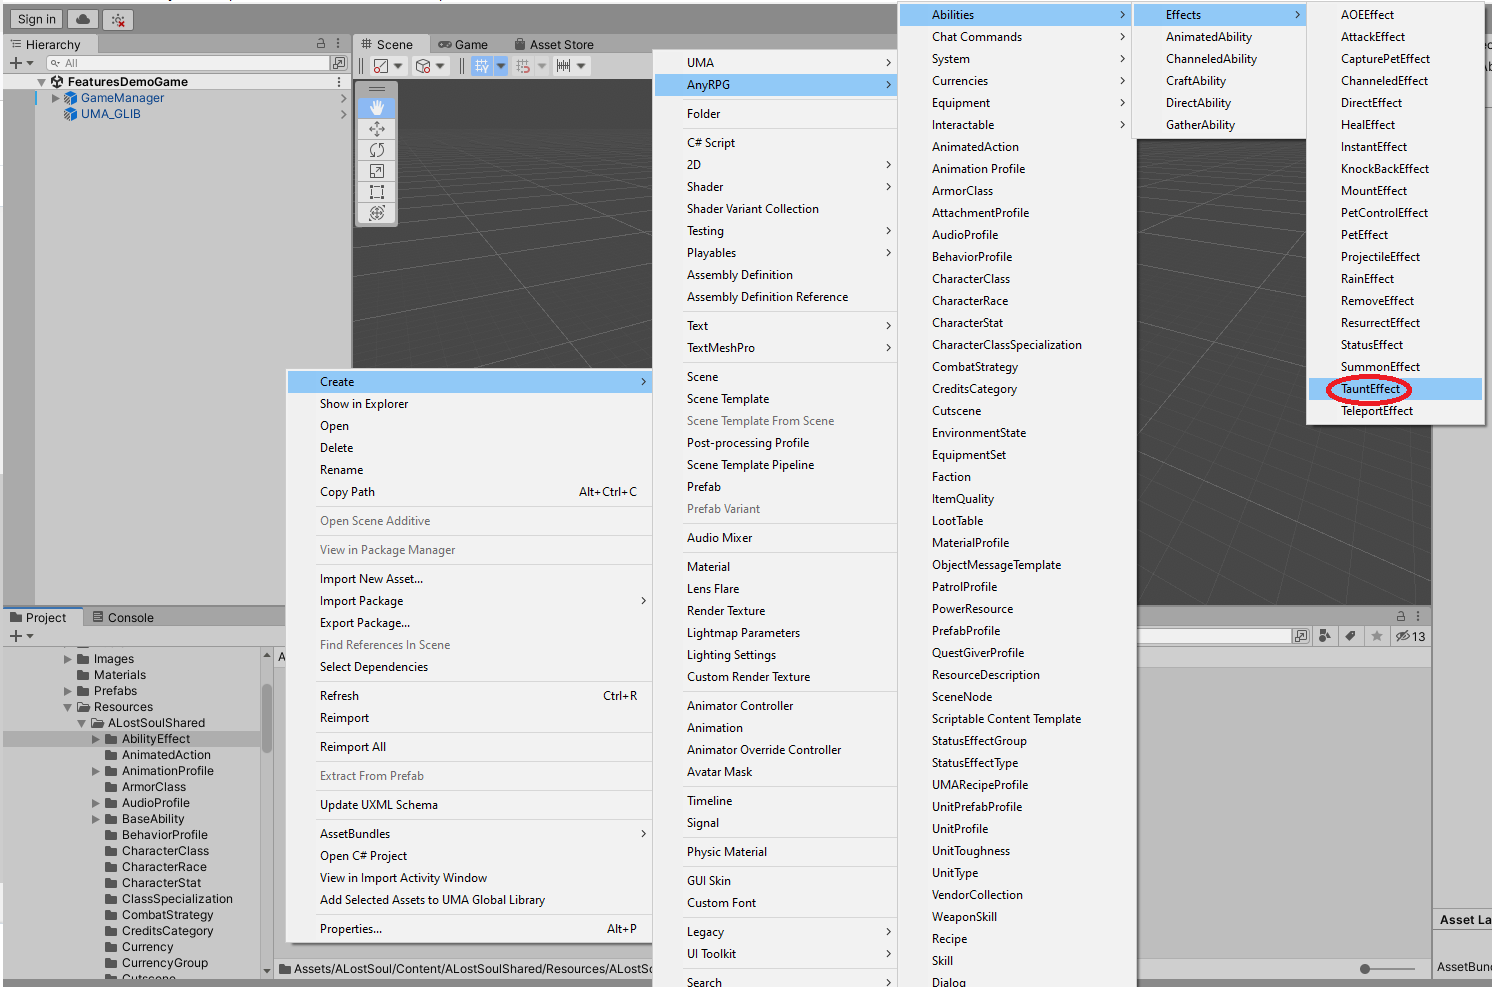 Sign in
Hierarchy
All
FeaturesDemoGame
GameManager
UMA_GLIB
Scene
Game
Asset Store
Project
Console
13
Images
Materials
Prefabs
Resources
ALostSoulShared
AbilityEffect
AnimatedAction
AnimationProfile
ArmorClass
AudioProfile
BaseAbility
BehaviorProfile
CharacterClass
CharacterRace
CharacterStat
ClassSpecialization
CombatStrategy
CreditsCategory
Currency
CurrencyGroup
Cutscene
Assets/ALostSoul/Content/ALostSoulShared/Resources/ALostSo
Create
Show in Explorer
Open
Delete
Rename
Copy Path Alt+Ctrl+C
Open Scene Additive
View in Package Manager
Import New Asset...
Import Package
Export Package...
Find References In Scene
Select Dependencies
Refresh Ctrl+R
Reimport
Reimport All
Extract From Prefab
Update UXML Schema
AssetBundles
Open C# Project
View in Import Activity Window
Add Selected Assets to UMA Global Library
Properties... Alt+P
UMA
AnyRPG
Folder
C# Script
2D
Shader
Shader Variant Collection
Testing
Playables
Assembly Definition
Assembly Definition Reference
Text
TextMeshPro
Scene
Scene Template
Scene Template From Scene
Post-processing Profile
Scene Template Pipeline
Prefab
Prefab Variant
Audio Mixer
Material
Lens Flare
Render Texture
Lightmap Parameters
Lighting Settings
Custom Render Texture
Animator Controller
Animation
Animator Override Controller
Avatar Mask
Timeline
Signal
Physic Material
GUI Skin
Custom Font
Legacy
UI Toolkit
Search
Abilities
Chat Commands
System
Currencies
Equipment
Interactable
AnimatedAction
Animation Profile
ArmorClass
AttachmentProfile
AudioProfile
BehaviorProfile
CharacterClass
CharacterRace
CharacterStat
CharacterClassSpecialization
CombatStrategy
CreditsCategory
Cutscene
EnvironmentState
EquipmentSet
Faction
ItemQuality
LootTable
MaterialProfile
ObjectMessageTemplate
PatrolProfile
PowerResource
PrefabProfile
QuestGiverProfile
ResourceDescription
SceneNode
Scriptable Content Template
StatusEffectGroup
StatusEffectType
UMARecipeProfile
UnitPrefabProfile
UnitProfile
UnitToughness
UnitType
VendorCollection
WeaponSkill
Recipe
Skill
Dialog
Effects
AnimatedAbility
ChanneledAbility
CraftAbility
DirectAbility
GatherAbility
AOEEffect
AttackEffect
CapturePetEffect
ChanneledEffect
DirectEffect
HealEffect
InstantEffect
KnockBackEffect
MountEffect
PetControlEffect
PetEffect
ProjectileEffect
RainEffect
RemoveEffect
ResurrectEffect
StatusEffect
SummonEffect
TauntEffect
TeleportEffect
Asset La
AssetBun